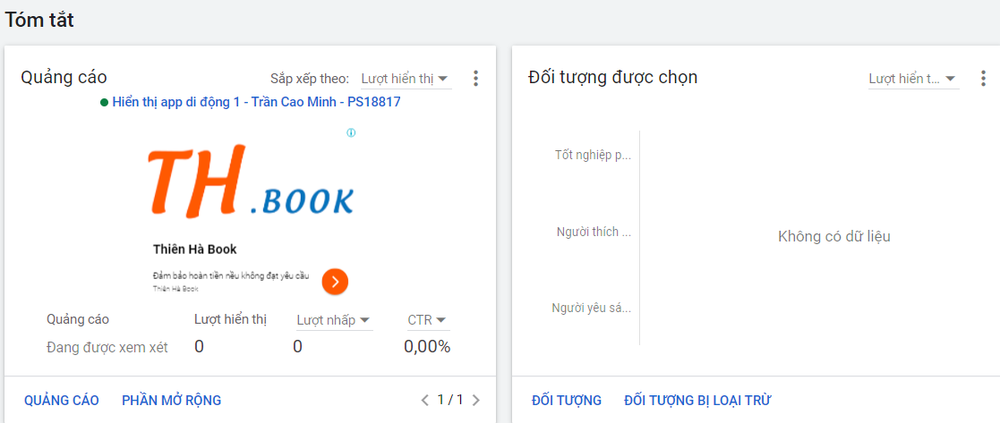 Tóm tắt
Quảng cáo
Sắp xếp theo: Lượt hiển thị
Hiển thị app di động 1 - Trần Cao Minh - PS18817
TH.BOOK
Thiên Hà Book
Đảm bảo hoàn tiền nếu không đạt yêu cầu
Thiên Hà Book
Quảng cáo Lượt hiển thị Lượt nhấp CTR
Đang được xem xét 0 0 0,00%
QUẢNG CÁO PHẦN MỞ RỘNG 1 / 1
Đối tượng được chọn Lượt hiển t...
Tốt nghiệp p...
Người thích ...
Người yêu sá...
Không có dữ liệu
ĐỐI TƯỢNG ĐỐI TƯỢNG BỊ LOẠI TRỪ